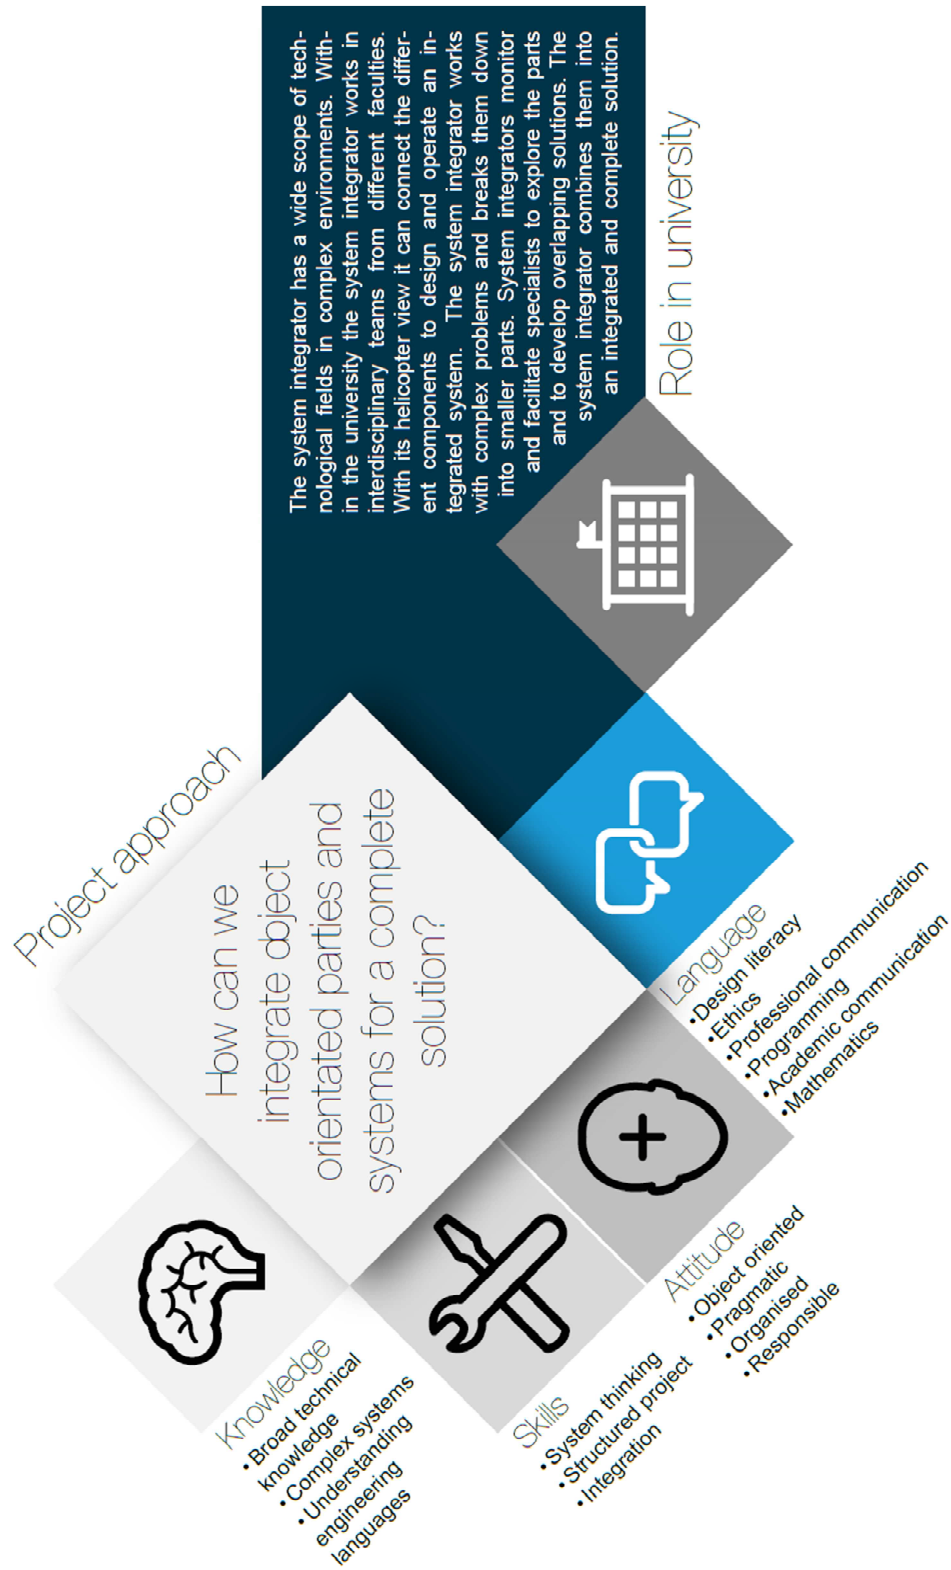 Project approach
How can we
integrate object
orientated parties and
systems for a complete
solution?
The system integrator has a wide scope of tech-
nological fields in complex environments. With-
in the university the system integrator works in
interdisciplinary teams from different faculties.
With its helicopter view it can connect the differ-
ent components to design and operate an in-
tegrated system. The system integrator works
with complex problems and breaks them down
into smaller parts. System integrators monitor
and facilitate specialists to explore the parts
and to develop overlapping solutions. The
system integrator combines them into
an integrated and complete solution.
Role in university
Knowledge
• Broad technical
knowledge
• Complex systems
• Understanding
engineering
languages
Skills
•System thinking
•Structured project
•Integration
Attitude
• Object oriented
• Pragmatic
• Organised
• Responsible
Language
•Design literacy
•Ethics
•Professional communication
•Programming
•Academic communication
•Mathematics